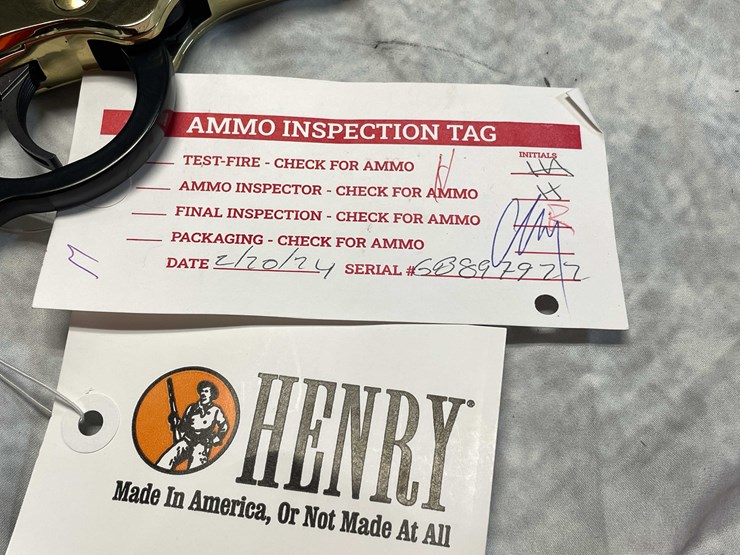 AMMO INSPECTION TAG
INITIALS
TEST-FIRE - CHECK FOR AMMO
AMMO INSPECTOR - CHECK FOR AMMO
FINAL INSPECTION - CHECK FOR AMMO
PACKAGING - CHECK FOR AMMO
DATE 2/20/24 SERIAL #GB897977
HENRY®
Made In America, Or Not Made At All